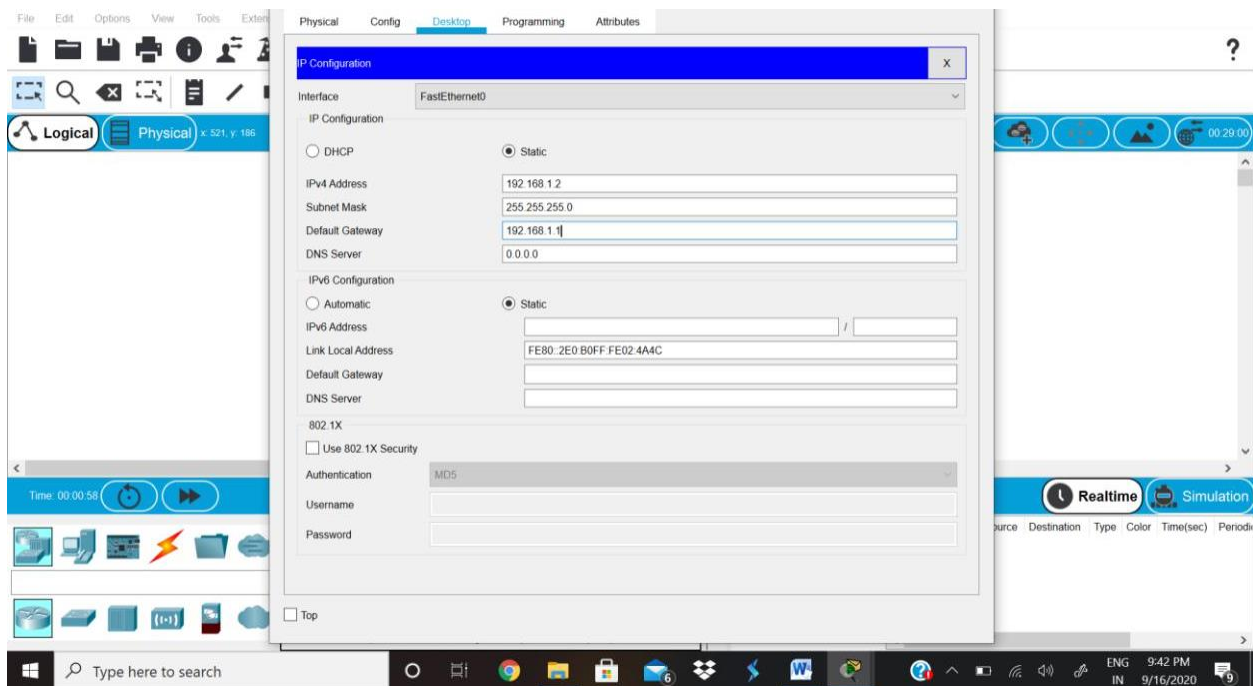 File Edit Options View Tools Exten
Physical Config Desktop Programming Attributes
?
IP Configuration X
Interface FastEthernet0
IP Configuration
Logical Physical x: 521, y: 186 00:29:00
DHCP Static
IPv4 Address 192.168.1.2
Subnet Mask 255.255.255.0
Default Gateway 192.168.1.1
DNS Server 0.0.0.0
IPv6 Configuration
Automatic Static
IPv6 Address /
Link Local Address FE80::2E0:B0FF:FE02:4A4C
Default Gateway
DNS Server
802.1X
Use 802.1X Security
Authentication MD5
Username
Password
Time: 00:00:58 Realtime Simulation
ource Destination Type Color Time(sec) Periodi
Top
Type here to search 6 W ENG 9:42 PM
IN 9/16/2020 9